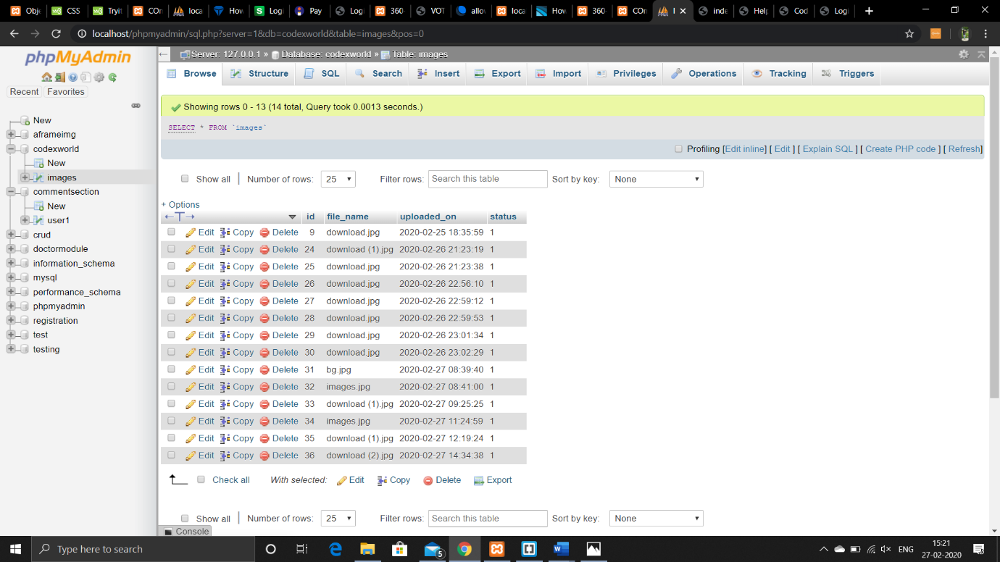 Obje CSS Tryit COn loca How Logi Pay Log 360- VOT allov loca How 360- COn I inde Help Cod Logi
localhost/phpmyadmin/sql.php?server=1&db=codexworld&table=images&pos=0
phpMyAdmin
Recent Favorites
New
aframeimg
codexworld
New
images
commentsection
New
user1
crud
doctormodule
information_schema
mysql
performance_schema
phpmyadmin
registration
test
testing
Server: 127.0.0.1 » Database: codexworld » Table: images
Browse Structure SQL Search Insert Export Import Privileges Operations Tracking Triggers
Showing rows 0 - 13 (14 total, Query took 0.0013 seconds.)
SELECT * FROM `images`
Profiling [Edit inline] [ Edit ] [ Explain SQL ] [ Create PHP code ] [ Refresh]
Show all | Number of rows: 25 Filter rows: Search this table Sort by key: None
+ Options
←T→ id file_name uploaded_on status
Edit Copy Delete 9 download.jpg 2020-02-25 18:35:59 1
Edit Copy Delete 24 download (1).jpg 2020-02-26 21:23:19 1
Edit Copy Delete 25 download.jpg 2020-02-26 21:23:38 1
Edit Copy Delete 26 download.jpg 2020-02-26 22:56:10 1
Edit Copy Delete 27 download.jpg 2020-02-26 22:59:12 1
Edit Copy Delete 28 download.jpg 2020-02-26 22:59:53 1
Edit Copy Delete 29 download.jpg 2020-02-26 23:01:34 1
Edit Copy Delete 30 download.jpg 2020-02-26 23:02:29 1
Edit Copy Delete 31 bg.jpg 2020-02-27 08:39:40 1
Edit Copy Delete 32 images.jpg 2020-02-27 08:41:00 1
Edit Copy Delete 33 download (1).jpg 2020-02-27 09:25:25 1
Edit Copy Delete 34 images.jpg 2020-02-27 11:24:59 1
Edit Copy Delete 35 download (1).jpg 2020-02-27 12:19:24 1
Edit Copy Delete 36 download (2).jpg 2020-02-27 14:34:38 1
Check all With selected: Edit Copy Delete Export
Show all | Number of rows: 25 Filter rows: Search this table Sort by key: None
Console
Type here to search
5
ENG
15:21
27-02-2020